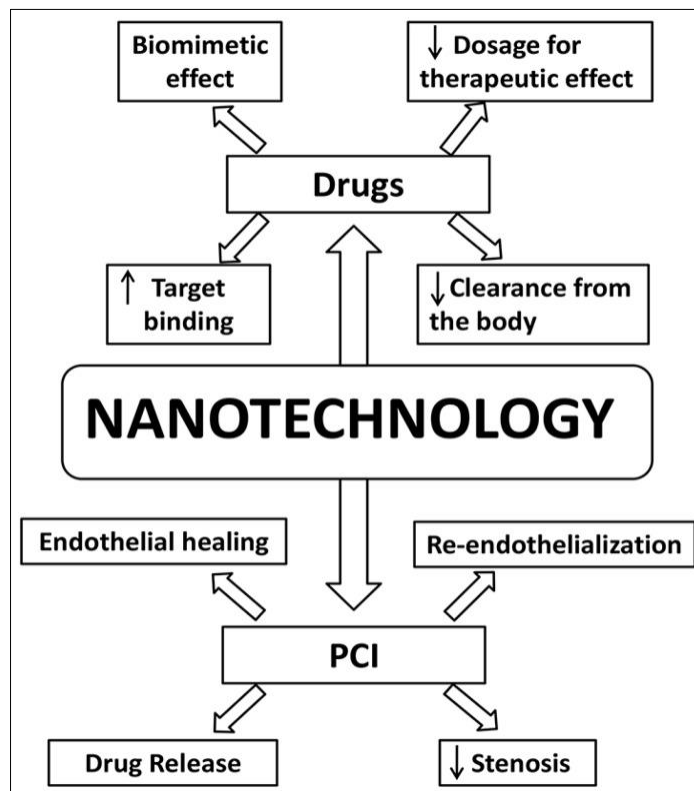 Biomimetic
effect
↓ Dosage for
therapeutic effect
Drugs
↑ Target
binding
↓ Clearance from
the body
NANOTECHNOLOGY
Endothelial healing
Re-endothelialization
PCI
Drug Release
↓ Stenosis